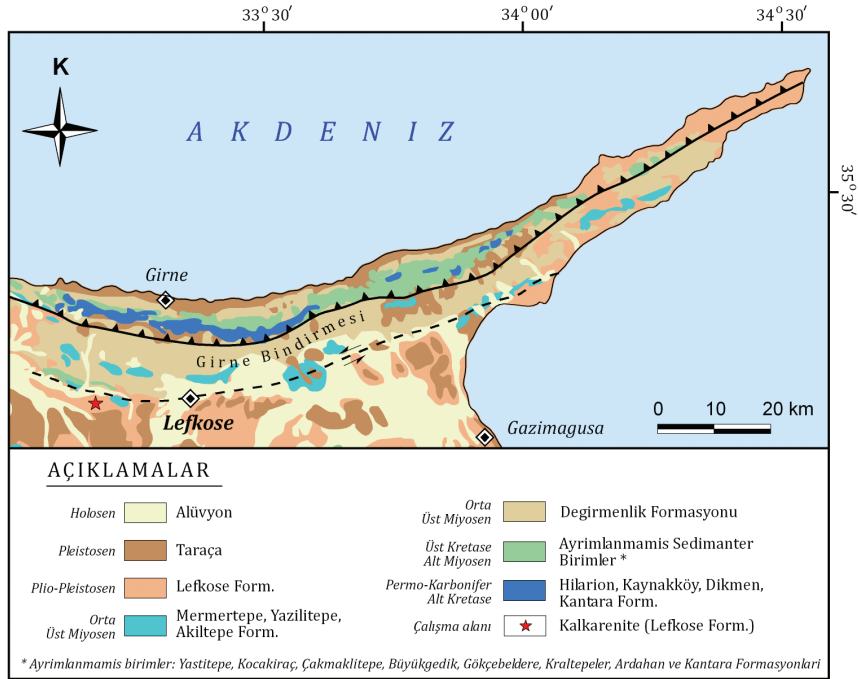 33° 30' 34° 00' 34° 30'
K
A K D E N I Z
35° 30'
Girne
Girne Bindirmesi
Lefkose
Gazimagusa
0 10 20 km
AÇIKLAMALAR
Holosen Alüvyon
Pleistosen Taraça
Plio-Pleistosen Lefkose Form.
Orta
Üst Miyosen
Mermertepe, Yazilitepe,
Akiltepe Form.
Orta
Üst Miyosen
Degirmenlik Formasyonu
Üst Kretase
Alt Miyosen
Ayrimlanmamis Sedimanter
Birimler *
Permo-Karbonifer
Alt Kretase
Hilarion, Kaynakköy, Dikmen,
Kantara Form.
Çalişma alanı Kalkarenite (Lefkose Form.)
* Ayrimlanmamis birimler: Yastitepe, Kocakiraç, Çakmaklitepe, Büyükgedik, Gökçebeldere, Kraltepeler, Ardahan ve Kantara Formasyonlari